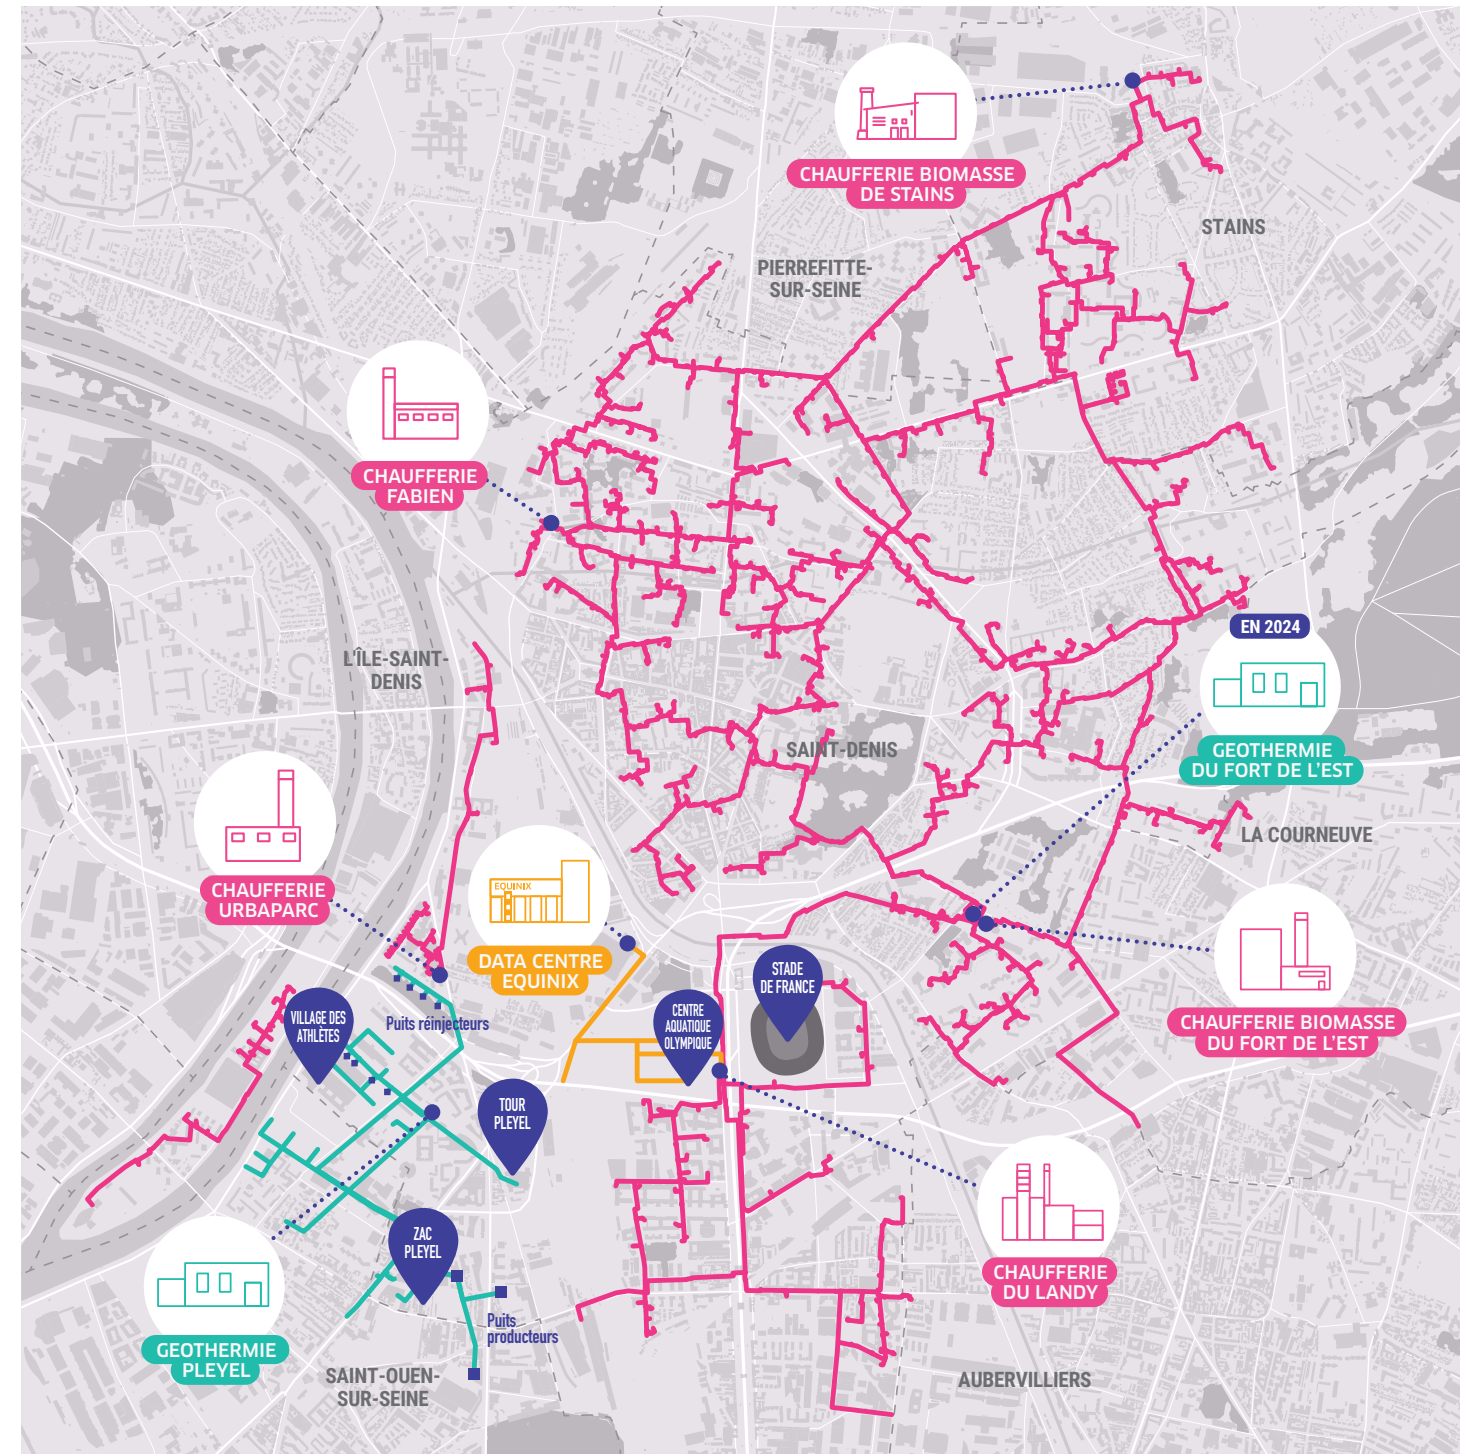 CHAUFFERIE BIOMASSE
DE STAINS
STAINS
PIERREFITTE-
SUR-SEINE
CHAUFFERIE
FABIEN
EN 2024
L'ÎLE-SAINT-
DENIS
GEOTHERMIE
DU FORT DE L'EST
SAINT-DENIS
LA COURNEUVE
CHAUFFERIE
URBAPARC
EQUINIX
DATA CENTRE
EQUINIX
STADE
DE FRANCE
CENTRE
AQUATIQUE
OLYMPIQUE
VILLAGE DES
ATHLÈTES
Puits réinjecteurs
CHAUFFERIE BIOMASSE
DU FORT DE L'EST
TOUR
PLEYEL
ZAC
PLEYEL
CHAUFFERIE
DU LANDY
Puits
producteurs
GEOTHERMIE
PLEYEL
SAINT-OUEN-
SUR-SEINE
AUBERVILLIERS